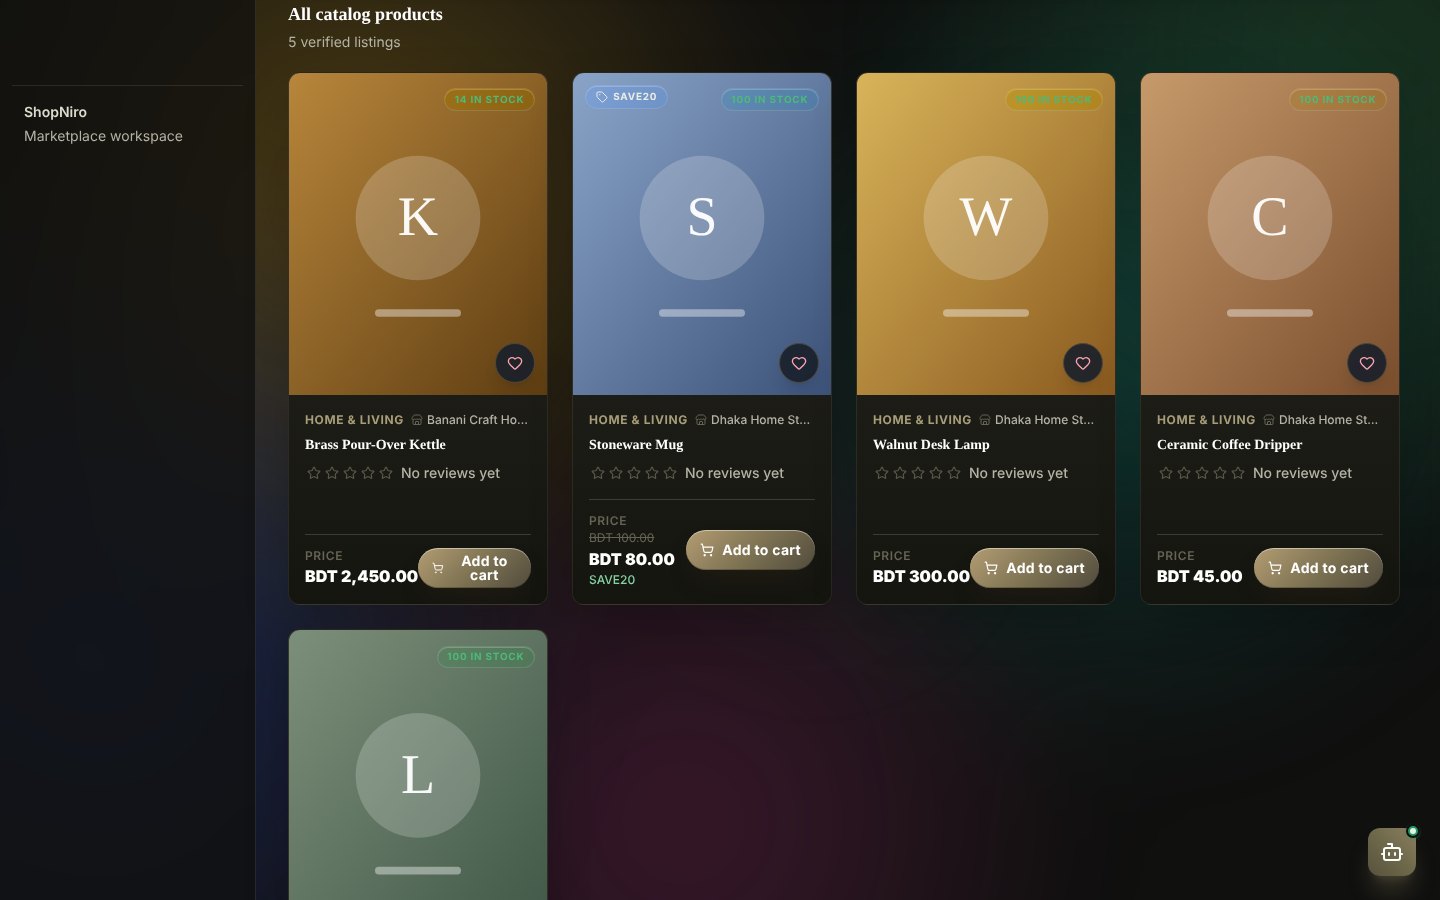 All catalog products
5 verified listings
ShopNiro
Marketplace workspace
14 IN STOCK
K
HOME & LIVING Banani Craft Ho...
Brass Pour-Over Kettle
No reviews yet
PRICE
BDT 2,450.00
Add to cart
SAVE20
100 IN STOCK
S
HOME & LIVING Dhaka Home St...
Stoneware Mug
No reviews yet
PRICE
BDT 100.00
BDT 80.00
SAVE20
Add to cart
100 IN STOCK
W
HOME & LIVING Dhaka Home St...
Walnut Desk Lamp
No reviews yet
PRICE
BDT 300.00
Add to cart
100 IN STOCK
C
HOME & LIVING Dhaka Home St...
Ceramic Coffee Dripper
No reviews yet
PRICE
BDT 45.00
Add to cart
100 IN STOCK
L